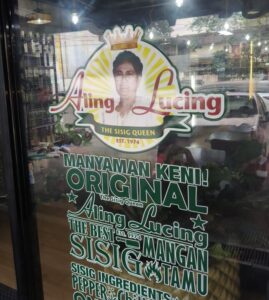 Aling Lucing
THE SISIG QUEEN
EST. 1974
MANYAMAN KENI!
ORIGINAL
The Sisig Queen
Aling Lucing
THE BEST
SISIG
MANGAN
TAMU
SISIG INGREDIENTS
PEPPER